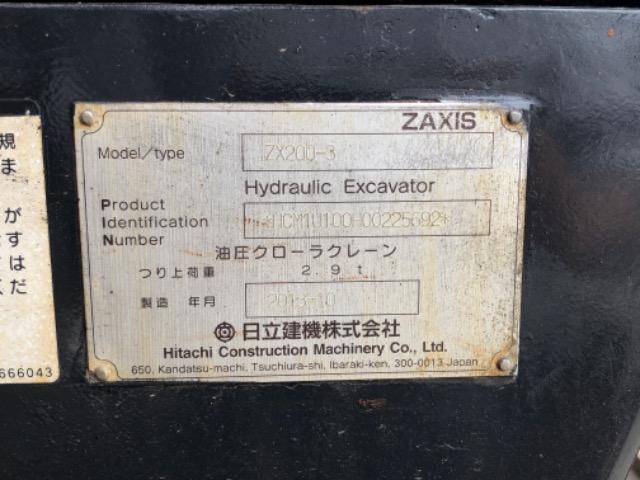 規
ま
が
す
は
だ
666043
ZAXIS
Model/type ZX200-3
Hydraulic Excavator
Product
Identification *HCM1U100H00225692*
Number
油圧クローラクレーン
つり上荷重 2.9t
製造 年月 2013-10
日立建機株式会社
Hitachi Construction Machinery Co., Ltd.
650, Kandatsu-machi, Tsuchiura-shi, Ibaraki-ken, 300-0013 Japan